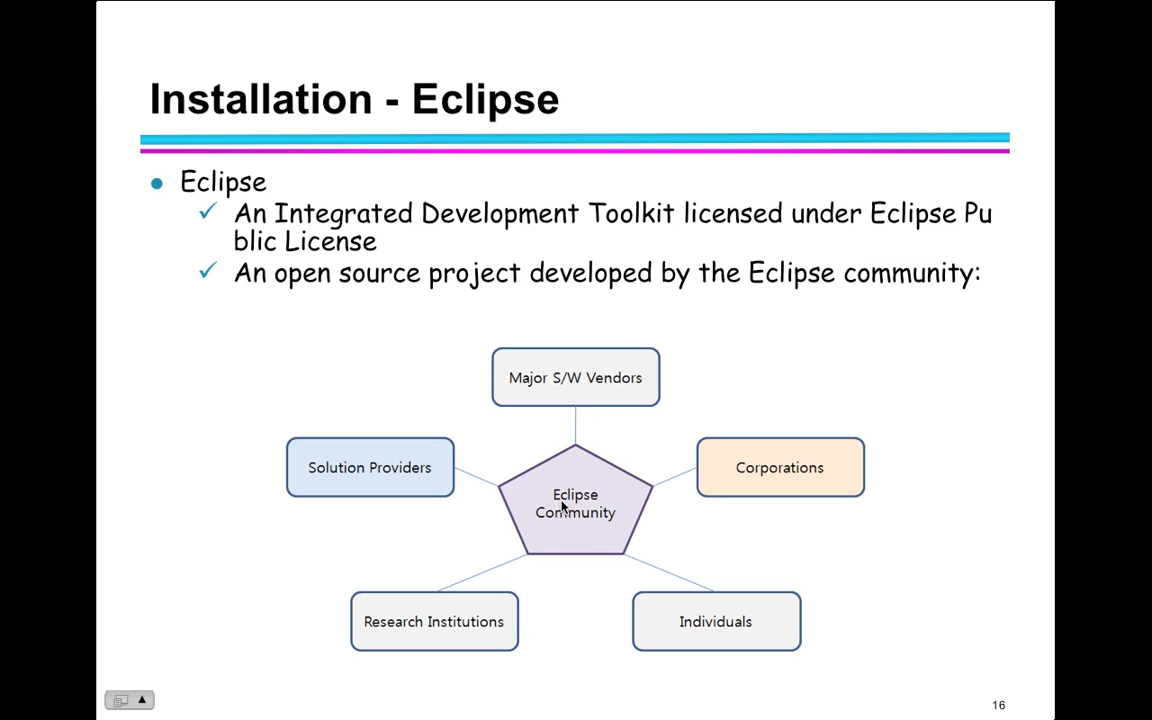 Installation - Eclipse
Eclipse
An Integrated Development Toolkit licensed under Eclipse Pu
blic License
An open source project developed by the Eclipse community:
Major S/W Vendors
Solution Providers
Corporations
Eclipse
Community
Research Institutions
Individuals
16